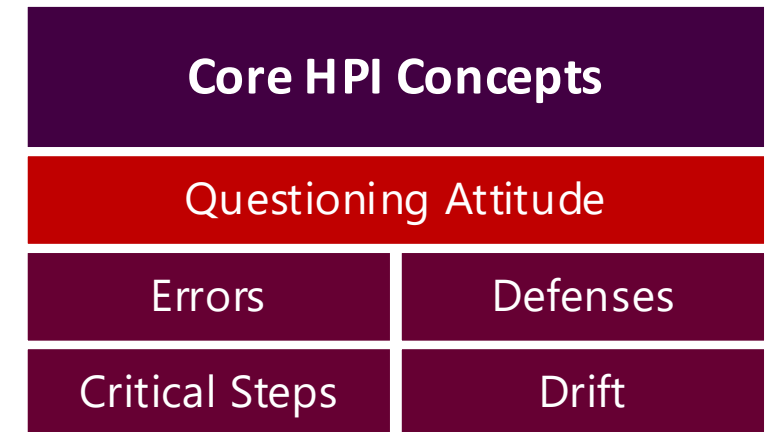 Core HPI Concepts
Questioning Attitude
Errors
Defenses
Critical Steps
Drift